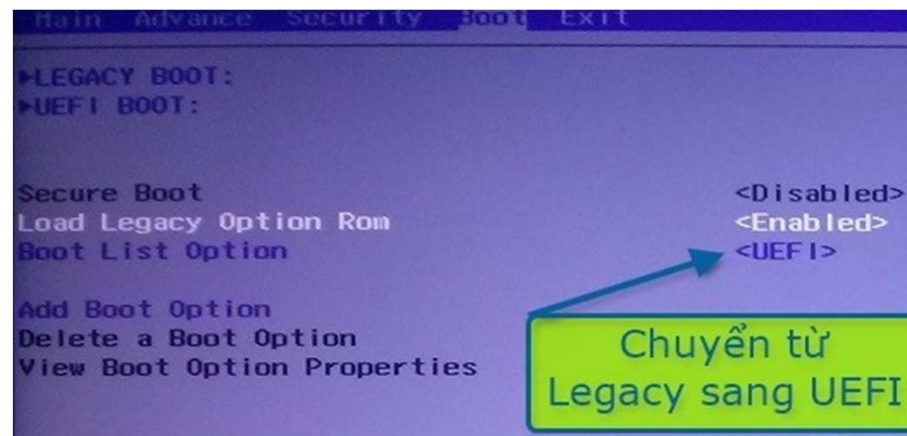 Main Advance Security Boot Exit
▶LEGACY BOOT:
▶UEFI BOOT:
Secure Boot <Disabled>
Load Legacy Option Rom <Enabled>
Boot List Option <UEFI>
Add Boot Option
Delete a Boot Option
View Boot Option Properties
Chuyển từ
Legacy sang UEFI